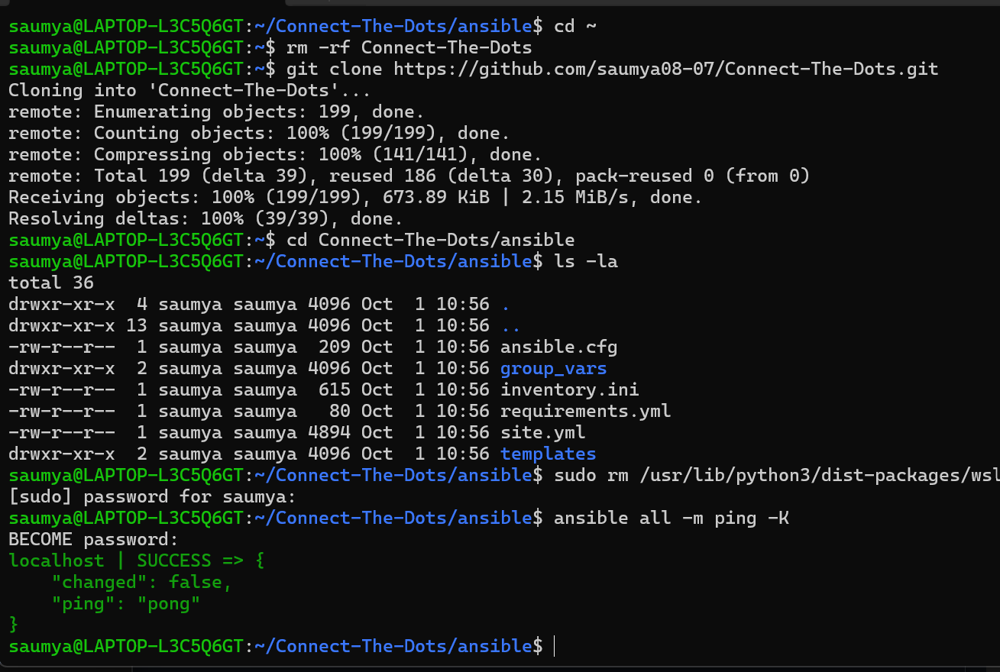 saumya@LAPTOP-L3C5Q6GT:~/Connect-The-Dots/ansible$ cd ~
saumya@LAPTOP-L3C5Q6GT:~$ rm -rf Connect-The-Dots
saumya@LAPTOP-L3C5Q6GT:~$ git clone https://github.com/saumya08-07/Connect-The-Dots.git
Cloning into 'Connect-The-Dots'...
remote: Enumerating objects: 199, done.
remote: Counting objects: 100% (199/199), done.
remote: Compressing objects: 100% (141/141), done.
remote: Total 199 (delta 39), reused 186 (delta 30), pack-reused 0 (from 0)
Receiving objects: 100% (199/199), 673.89 KiB | 2.15 MiB/s, done.
Resolving deltas: 100% (39/39), done.
saumya@LAPTOP-L3C5Q6GT:~$ cd Connect-The-Dots/ansible
saumya@LAPTOP-L3C5Q6GT:~/Connect-The-Dots/ansible$ ls -la
total 36
drwxr-xr-x  4 saumya saumya 4096 Oct  1 10:56 .
drwxr-xr-x 13 saumya saumya 4096 Oct  1 10:56 ..
-rw-r--r--  1 saumya saumya  209 Oct  1 10:56 ansible.cfg
drwxr-xr-x  2 saumya saumya 4096 Oct  1 10:56 group_vars
-rw-r--r--  1 saumya saumya  615 Oct  1 10:56 inventory.ini
-rw-r--r--  1 saumya saumya   80 Oct  1 10:56 requirements.yml
-rw-r--r--  1 saumya saumya 4894 Oct  1 10:56 site.yml
drwxr-xr-x  2 saumya saumya 4096 Oct  1 10:56 templates
saumya@LAPTOP-L3C5Q6GT:~/Connect-The-Dots/ansible$ sudo rm /usr/lib/python3/dist-packages/wsl
[sudo] password for saumya:
saumya@LAPTOP-L3C5Q6GT:~/Connect-The-Dots/ansible$ ansible all -m ping -K
BECOME password:
localhost | SUCCESS => {
    "changed": false,
    "ping": "pong"
}
saumya@LAPTOP-L3C5Q6GT:~/Connect-The-Dots/ansible$